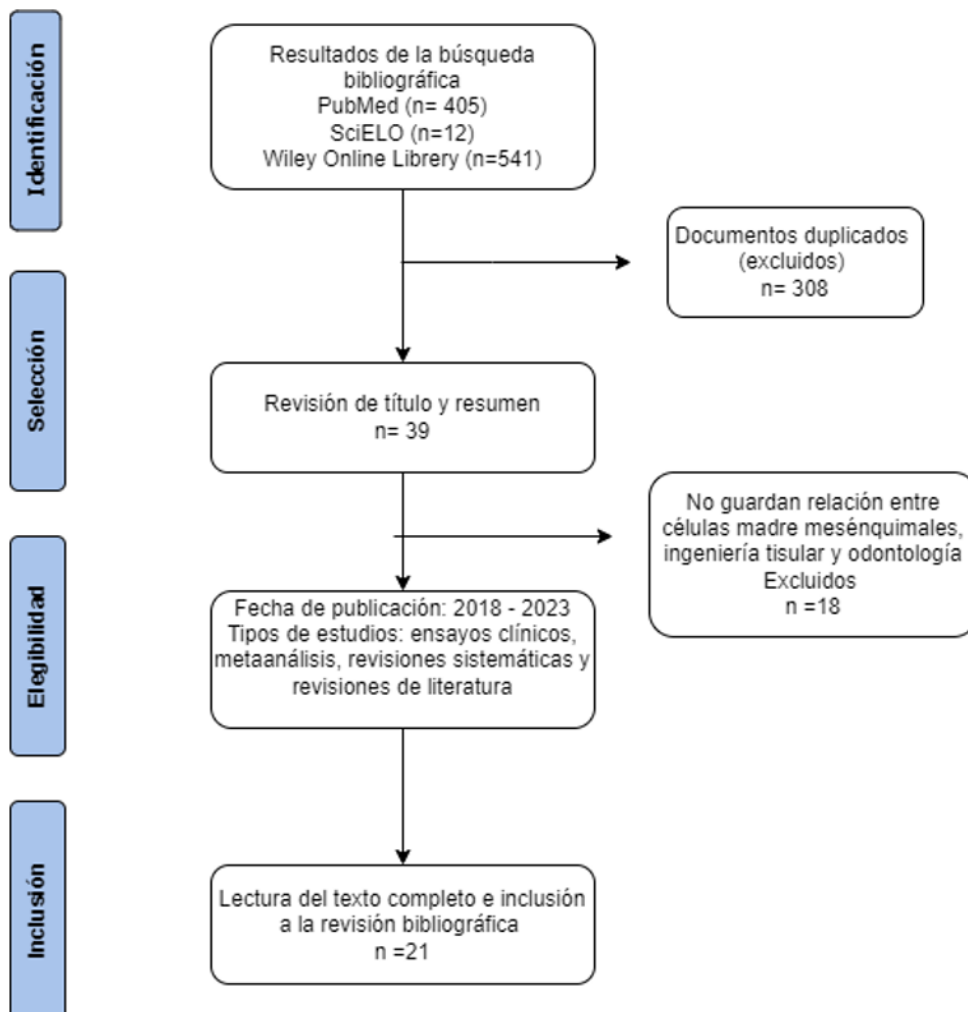 Identificación
Resultados de la búsqueda
bibliográfica
PubMed (n= 405)
SciELO (n=12)
Wiley Online Librery (n=541)
Documentos duplicados
(excluidos)
n= 308
Selección
Revisión de título y resumen
n= 39
No guardan relación entre
células madre mesénquimales,
ingeniería tisular y odontología
Excluidos
n =18
Elegibilidad
Fecha de publicación: 2018 - 2023
Tipos de estudios: ensayos clínicos,
metaanálisis, revisiones sistemáticas y
revisiones de literatura
Inclusión
Lectura del texto completo e inclusión
a la revisión bibliográfica
n =21